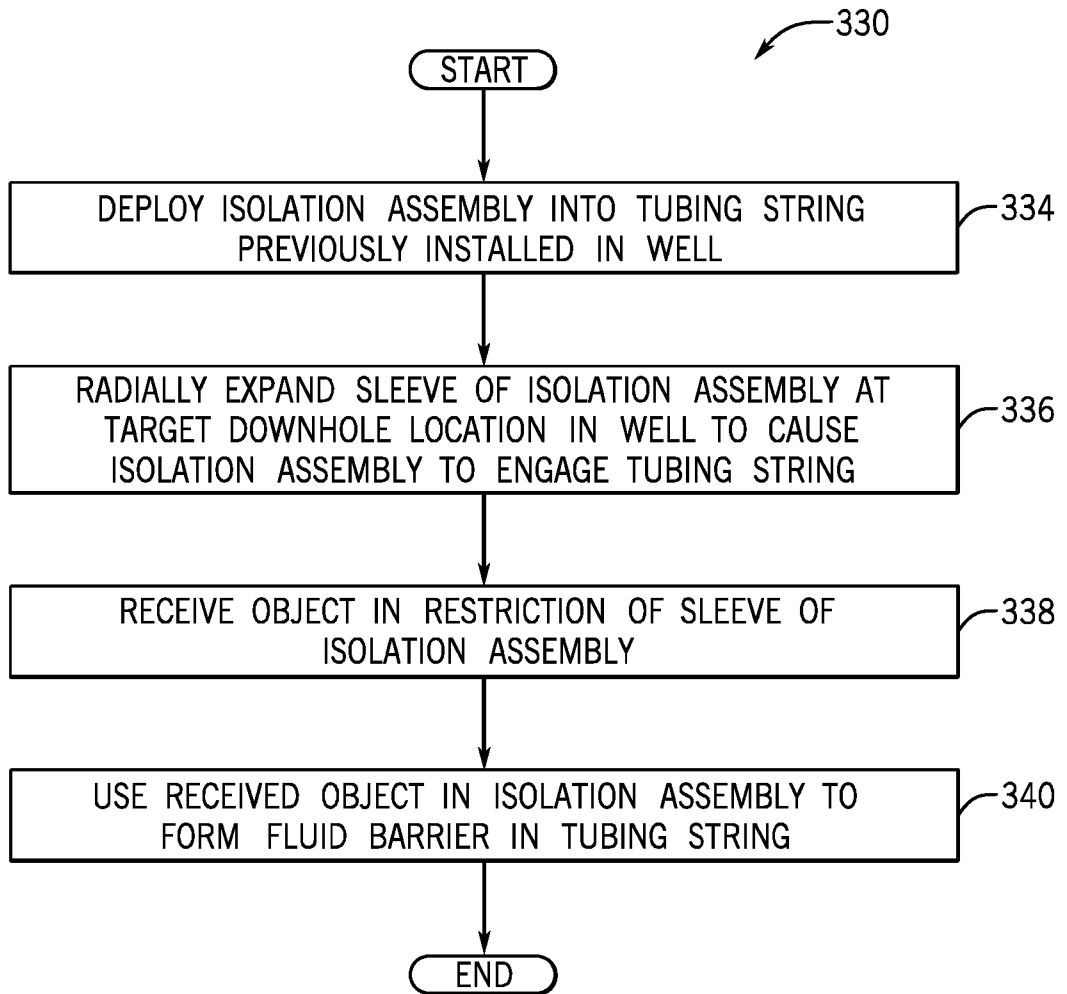 330
START
DEPLOY ISOLATION ASSEMBLY INTO TUBING STRING
PREVIOUSLY INSTALLED IN WELL
334
RADIALLY EXPAND SLEEVE OF ISOLATION ASSEMBLY AT
TARGET DOWNHOLE LOCATION IN WELL TO CAUSE
ISOLATION ASSEMBLY TO ENGAGE TUBING STRING
336
RECEIVE OBJECT IN RESTRICTION OF SLEEVE OF
ISOLATION ASSEMBLY
338
USE RECEIVED OBJECT IN ISOLATION ASSEMBLY TO
FORM FLUID BARRIER IN TUBING STRING
340
END